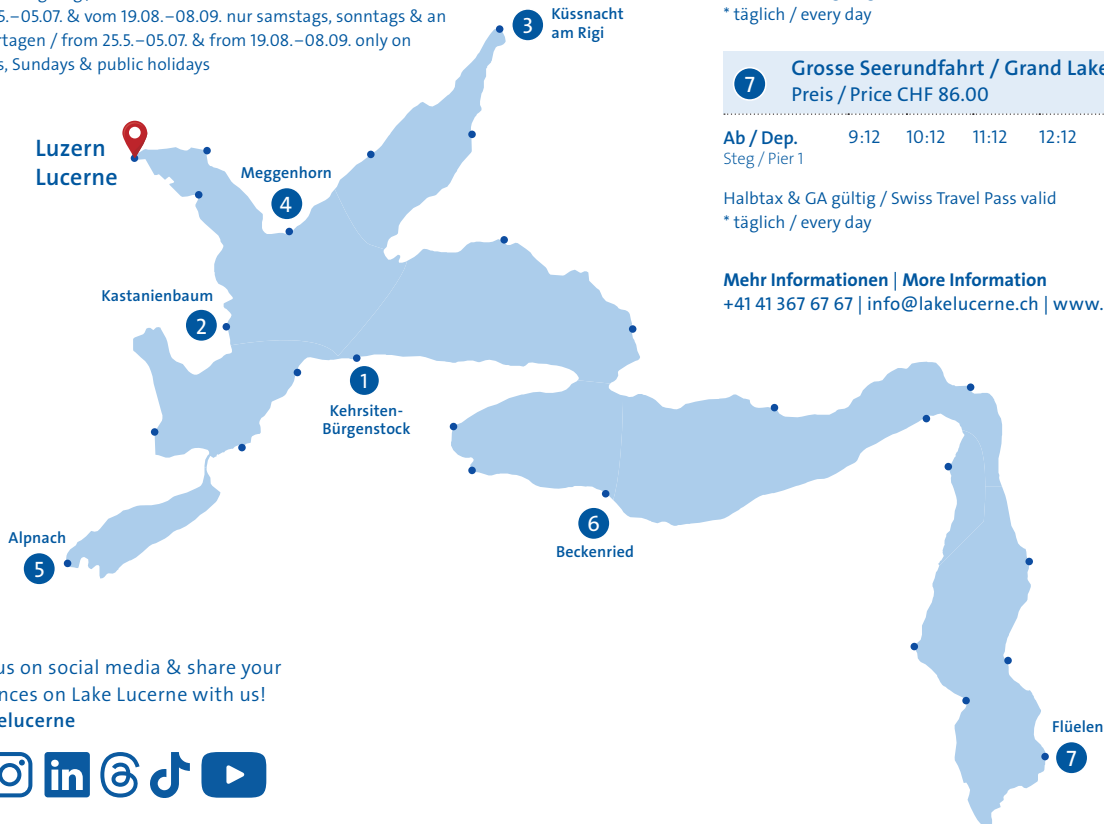 5.–05.07. & vom 19.08.–08.09. nur samstags, sonntags & an
rtagen / from 25.5.–05.07. & from 19.08.–08.09. only on
s, Sundays & public holidays
3 Küssnacht
am Rigi
Luzern
Lucerne
Meggenhorn
4
Kastanienbaum
2
1
Kehrsiten-
Bürgenstock
6
Beckenried
Alpnach
5
Flüelen
7
us on social media & share your
nces on Lake Lucerne with us!
elucerne
in
* täglich / every day
7 Grosse Seerundfahrt / Grand Lake
Preis / Price CHF 86.00
Ab / Dep. 9:12 10:12 11:12 12:12
Steg / Pier 1
Halbtax & GA gültig / Swiss Travel Pass valid
* täglich / every day
Mehr Informationen | More Information
+41 41 367 67 67 | info@lakelucerne.ch | www.